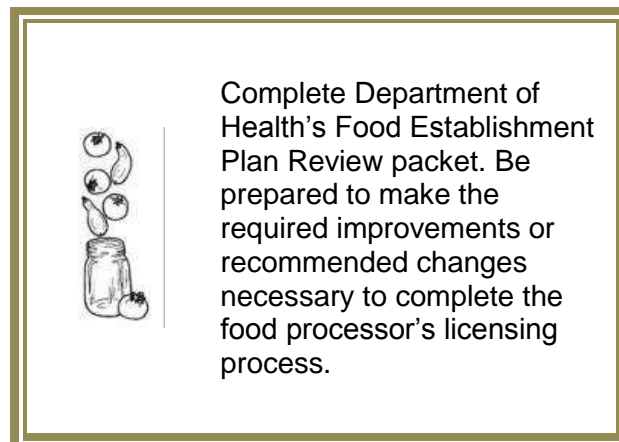 Complete Department of
Health’s Food Establishment
Plan Review packet. Be
prepared to make the
required improvements or
recommended changes
necessary to complete the
food processor’s licensing
process.